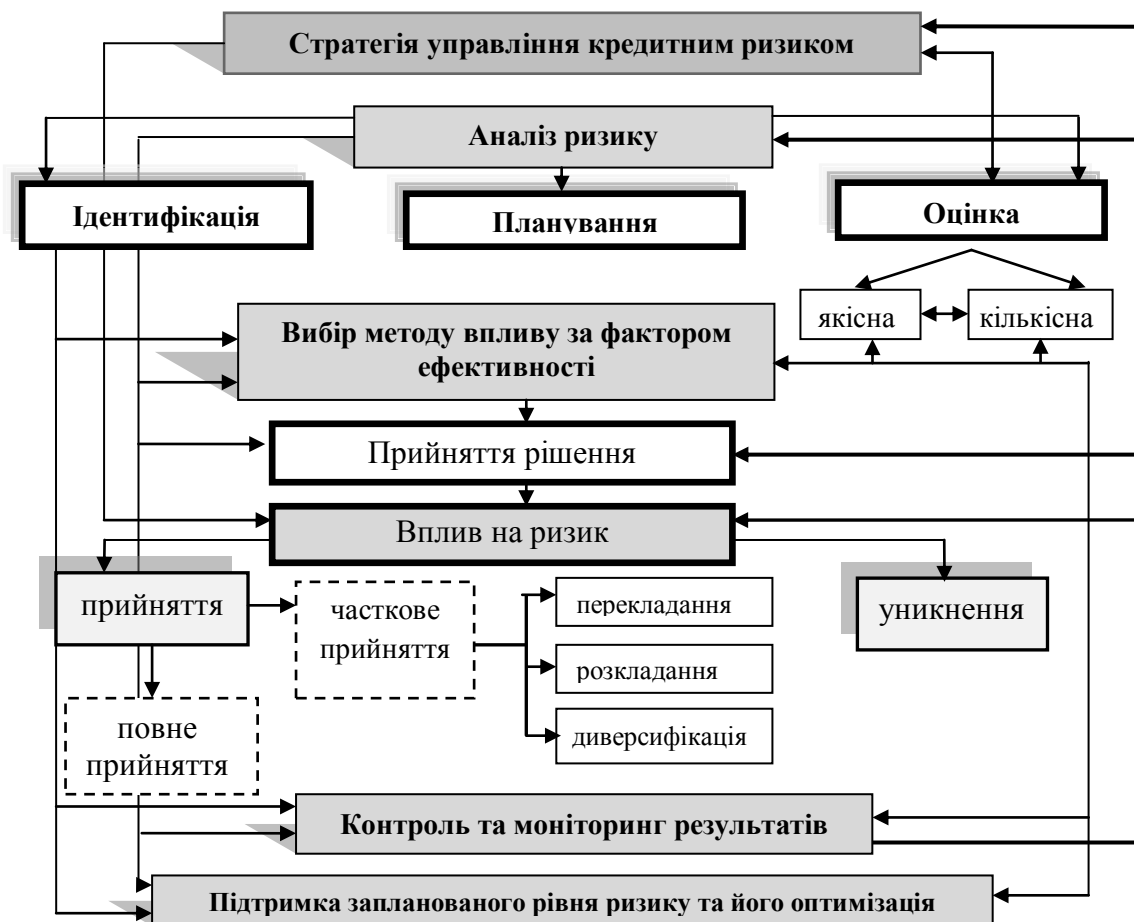 Стратегія управління кредитним ризиком
Аналіз ризику
Ідентифікація
Планування
Оцінка
якісна
кількісна
Вибір методу впливу за фактором
ефективності
Прийняття рішення
Вплив на ризик
прийняття
часткове
прийняття
перекладання
розкладання
диверсифікація
уникнення
повне
прийняття
Контроль та моніторинг результатів
Підтримка запланованого рівня ризику та його оптимізація